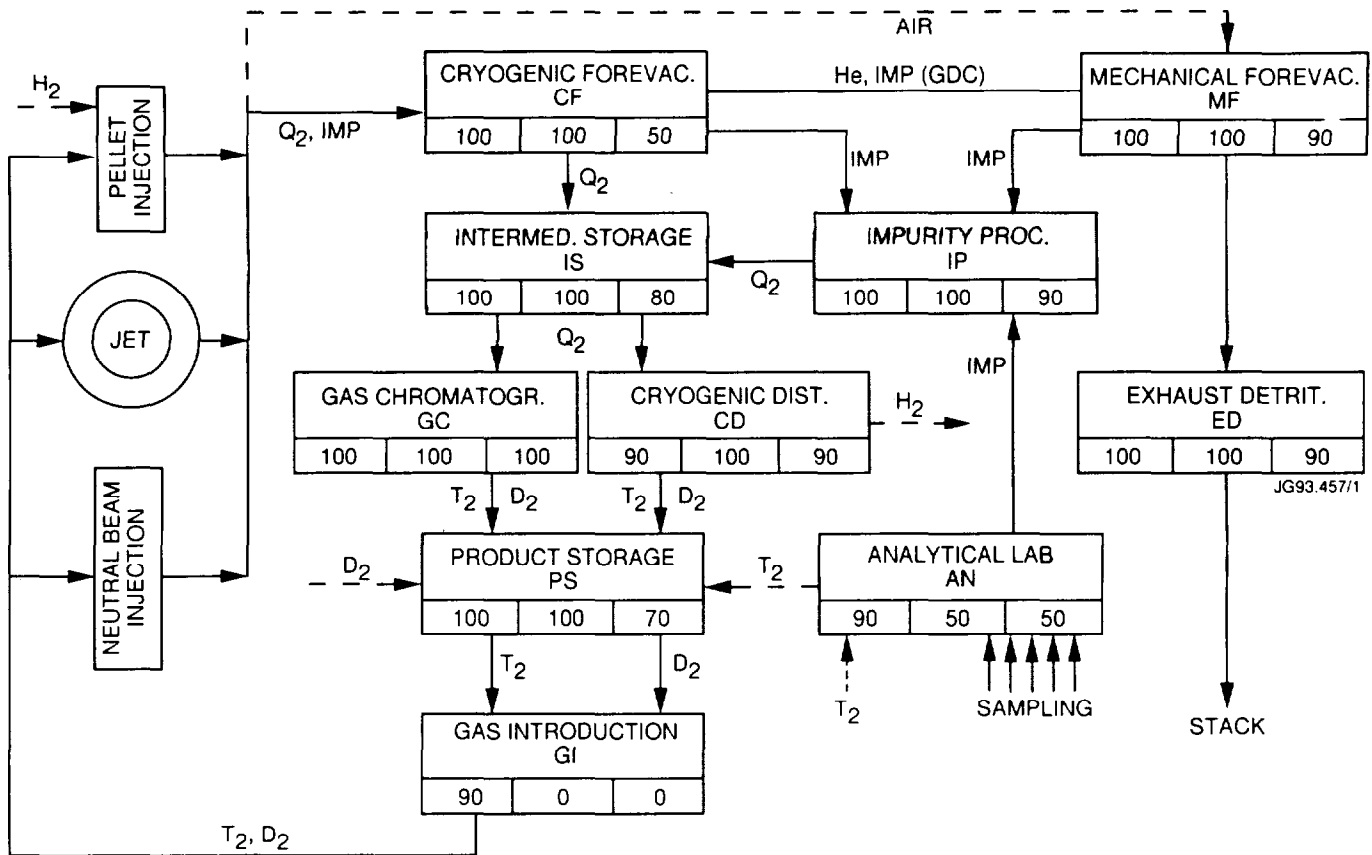 AIR
H2
PELLET
INJECTION
Q2, IMP
CRYOGENIC FOREVAC.
CF
100 100 50
He, IMP (GDC)
MECHANICAL FOREVAC.
MF
100 100 90
IMP
IMP
Q2
INTERMED. STORAGE
IS
100 100 80
Q2
IMPURITY PROC.
IP
100 100 90
JET
Q2
IMP
GAS CHROMATOGR.
GC
100 100 100
CRYOGENIC DIST.
CD
90 100 90
H2
EXHAUST DETRIT.
ED
100 100 90
JG93.457/1
NEUTRAL BEAM
INJECTION
T2 D2
T2 D2
D2
PRODUCT STORAGE
PS
100 100 70
T2
ANALYTICAL LAB
AN
90 50 50
T2
D2
T2
SAMPLING
STACK
GAS INTRODUCTION
GI
90 0 0
T2, D2